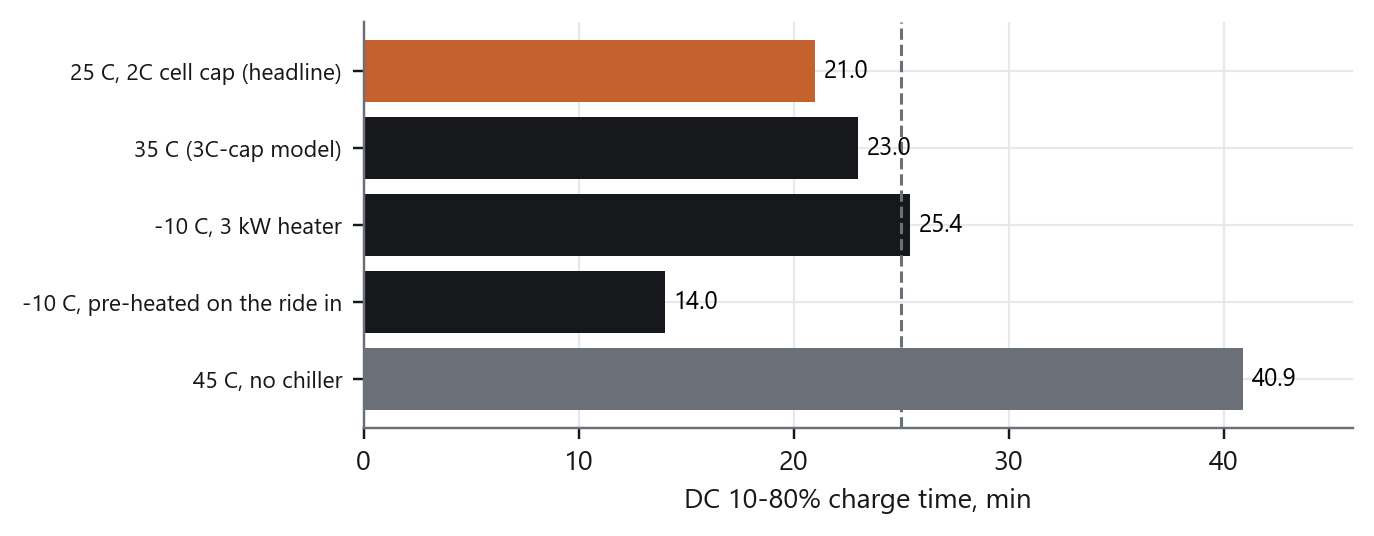 25 C, 2C cell cap (headline)
21.0
35 C (3C-cap model)
23.0
-10 C, 3 kW heater
25.4
-10 C, pre-heated on the ride in
14.0
45 C, no chiller
40.9
0 10 20 30 40
DC 10-80% charge time, min